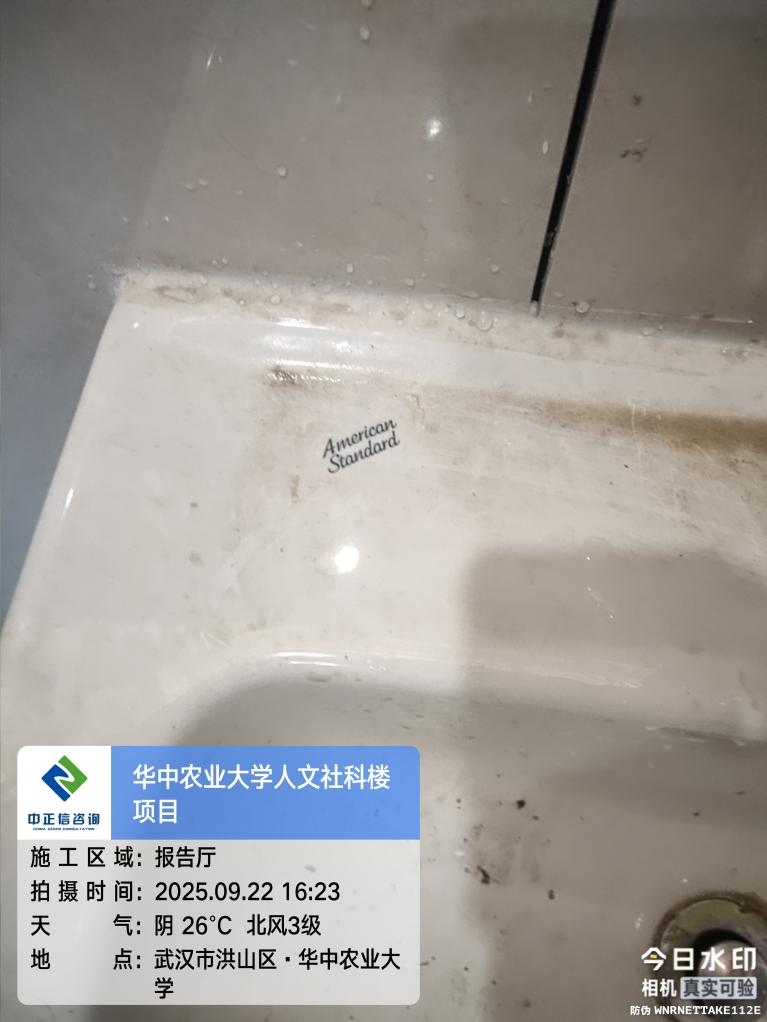 American
Standard
中正信咨询
华中农业大学人文社科楼
项目
施工区域：报告厅
拍摄时间：2025.09.22 16:23
天气：阴 26℃ 北风3级
地点：武汉市洪山区·华中农业大
学
今日水印
相机 真实可验
防伪 WNRNETTAKE112E